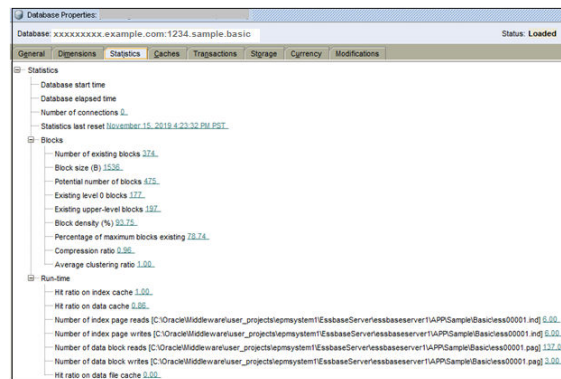 Database Properties:
Database: xxxxxxxxx.example.com:1234.sample.basic Status: Loaded
General Dimensions Statistics Caches Transactions Storage Currency Modifications
Statistics
Database start time
Database elapsed time
Number of connections 0
Statistics last reset November 15, 2019 4:23:32 PM PST
Blocks
Number of existing blocks 374
Block size (B) 1536
Potential number of blocks 475
Existing level 0 blocks 177
Existing upper-level blocks 197
Block density (%) 93.75
Percentage of maximum blocks existing 78.74
Compression ratio 0.96
Average clustering ratio 1.00
Run-time
Hit ratio on index cache 1.00
Hit ratio on data cache 0.86
Number of index page reads [C:\Oracle\Middleware\user_projects\epmsystem1\EssbaseServer\essbaseserver1\APP\Sample\Basic\ess00001.ind] 6.00
Number of index page writes [C:\Oracle\Middleware\user_projects\epmsystem1\EssbaseServer\essbaseserver1\APP\Sample\Basic\ess00001.ind] 6.00
Number of data block reads [C:\Oracle\Middleware\user_projects\epmsystem1\EssbaseServer\essbaseserver1\APP\Sample\Basic\ess00001.pag] 137.0
Number of data block writes [C:\Oracle\Middleware\user_projects\epmsystem1\EssbaseServer\essbaseserver1\APP\Sample\Basic\ess00001.pag] 3.00
Hit ratio on data file cache 0.00